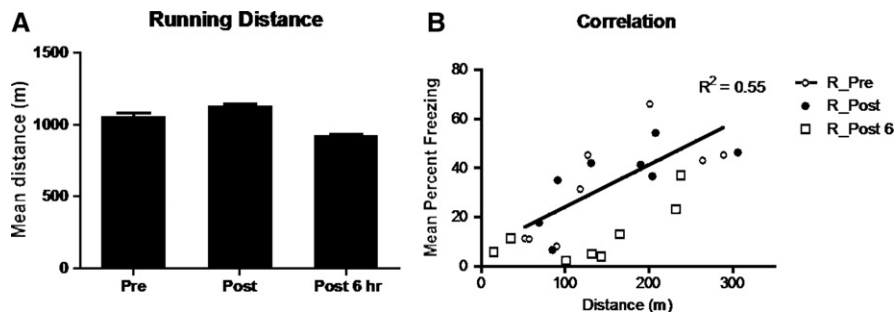 A
Running Distance
Mean distance (m)
1500
1000
500
0
Pre
Post
Post 6 hr
B
Correlation
Mean Percent Freezing
80
60
40
20
0
R² = 0.55
0
100
200
300
Distance (m)
R_Pre
R_Post
R_Post 6